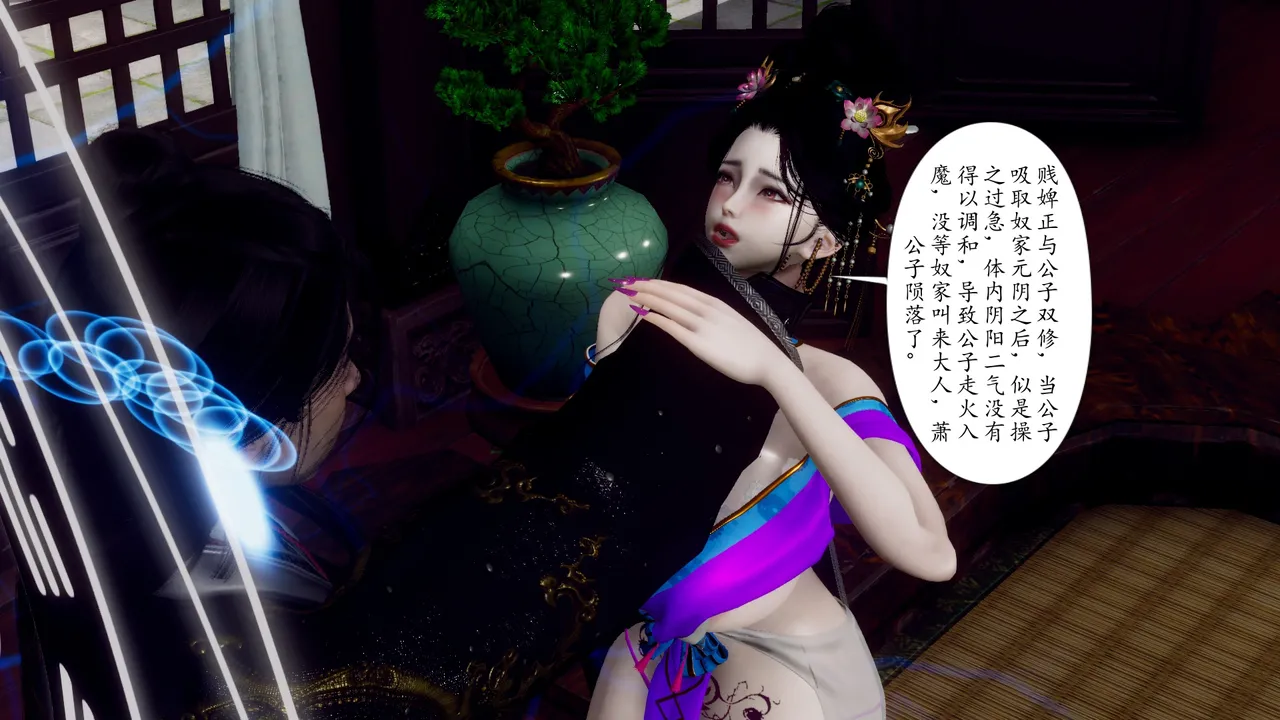 贱婢正与公子双修，当公子
吸取奴家元阴之后，似是操
之过急，体内阴阳二气没有
得以调和，导致公子走火入
魔，没等奴家叫来大人，萧
公子陨落了。